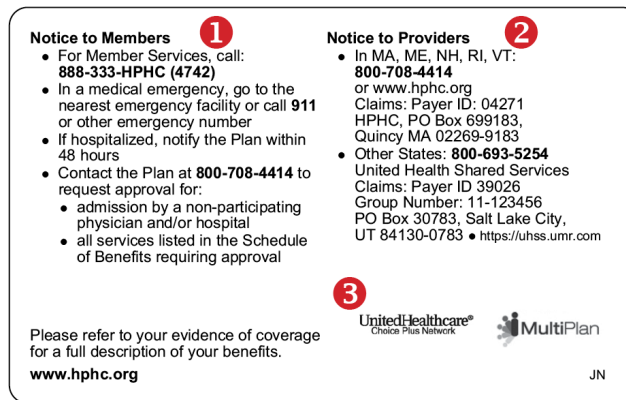 Notice to Members 1
• For Member Services, call:
888-333-HPHC (4742)
• In a medical emergency, go to the
nearest emergency facility or call 911
or other emergency number
• If hospitalized, notify the Plan within
48 hours
• Contact the Plan at 800-708-4414 to
request approval for:
• admission by a non-participating
physician and/or hospital
• all services listed in the Schedule
of Benefits requiring approval
Please refer to your evidence of coverage
for a full description of your benefits.
www.hphc.org
Notice to Providers 2
• In MA, ME, NH, RI, VT:
800-708-4414
or www.hphc.org
Claims: Payer ID: 04271
HPHC, PO Box 699183,
Quincy MA 02269-9183
• Other States: 800-693-5254
United Health Shared Services
Claims: Payer ID 39026
Group Number: 11-123456
PO Box 30783, Salt Lake City,
UT 84130-0783 • https://uhss.umr.com
3
UnitedHealthcare®
Choice Plus Network
MultiPlan
JN